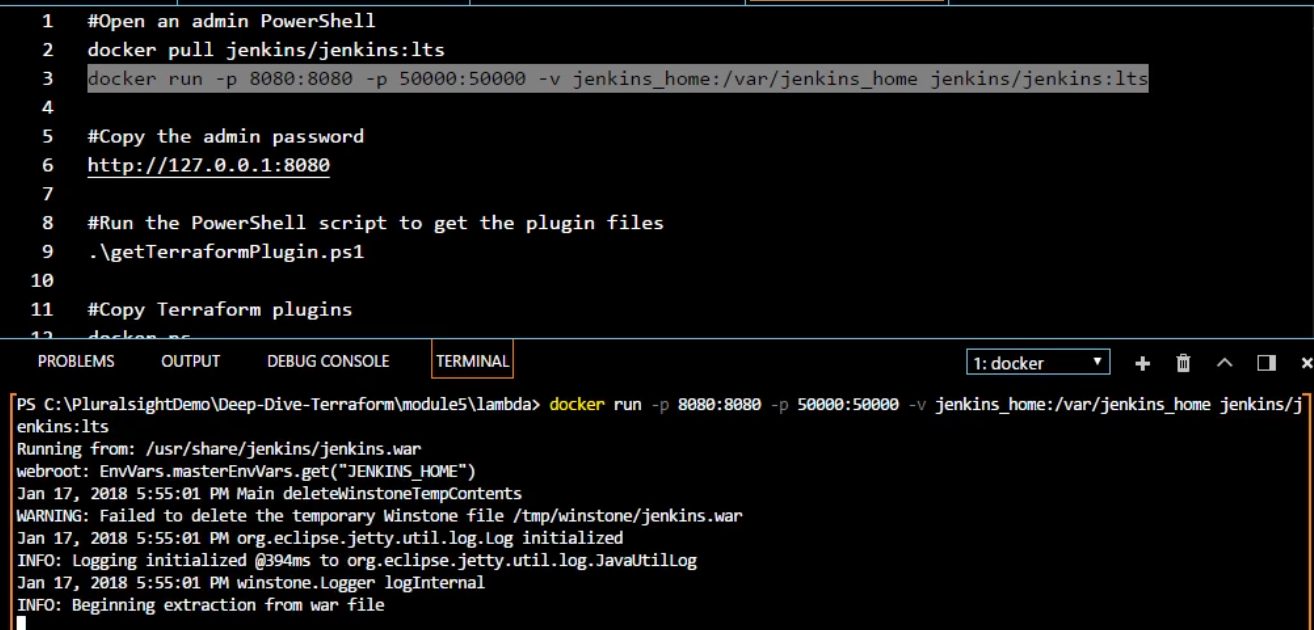 1 #Open an admin PowerShell
2 docker pull jenkins/jenkins:lts
3 docker run -p 8080:8080 -p 50000:50000 -v jenkins_home:/var/jenkins_home jenkins/jenkins:lts
4
5 #Copy the admin password
6 http://127.0.0.1:8080
7
8 #Run the PowerShell script to get the plugin files
9 .\getTerraformPlugin.ps1
10
11 #Copy Terraform plugins
12 docker ps
PROBLEMS OUTPUT DEBUG CONSOLE TERMINAL 1: docker
PS C:\PluralsightDemo\Deep-Dive-Terraform\module5\lambda> docker run -p 8080:8080 -p 50000:50000 -v jenkins_home:/var/jenkins_home jenkins/j
enkins:lts
Running from: /usr/share/jenkins/jenkins.war
webroot: EnvVars.masterEnvVars.get("JENKINS_HOME")
Jan 17, 2018 5:55:01 PM Main deleteWinstoneTempContents
WARNING: Failed to delete the temporary Winstone file /tmp/winstone/jenkins.war
Jan 17, 2018 5:55:01 PM org.eclipse.jetty.util.log.Log initialized
INFO: Logging initialized @394ms to org.eclipse.jetty.util.log.JavaUtilLog
Jan 17, 2018 5:55:01 PM winstone.Logger logInternal
INFO: Beginning extraction from war file